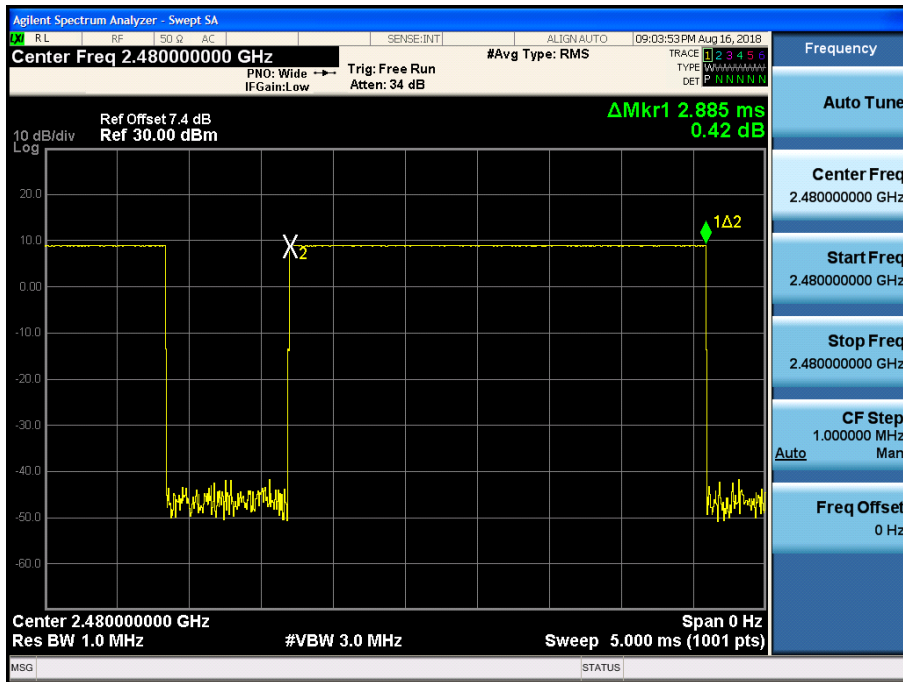 Agilent Spectrum Analyzer - Swept SA
LXI RL RF 50 Ω AC SENSE:INT ALIGN AUTO 09:03:53 PM Aug 16, 2018
Center Freq 2.480000000 GHz
PNO: Wide
IFGain:Low
Trig: Free Run
Atten: 34 dB
#Avg Type: RMS
TRACE 1 2 3 4 5 6
TYPE
DET P N N N N N
ΔMkr1 2.885 ms
0.42 dB
Ref Offset 7.4 dB
10 dB/div Ref 30.00 dBm
Log
20.0
10.0
0.00
-10.0
-20.0
-30.0
-40.0
-50.0
-60.0
X2
1Δ2
Center 2.480000000 GHz Span 0 Hz
Res BW 1.0 MHz #VBW 3.0 MHz Sweep 5.000 ms (1001 pts)
MSG STATUS
Frequency
Auto Tune
Center Freq
2.480000000 GHz
Start Freq
2.480000000 GHz
Stop Freq
2.480000000 GHz
CF Step
1.000000 MHz
Auto Man
Freq Offset
0 Hz